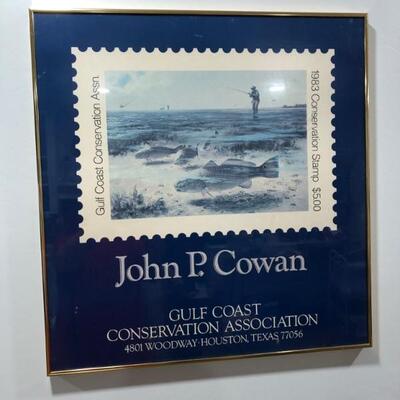 Gulf Coast Conservation Assn.
1983 Conservation Stamp $5.00
John P. Cowan
GULF COAST
CONSERVATION ASSOCIATION
4801 WOODWAY·HOUSTON, TEXAS 77056